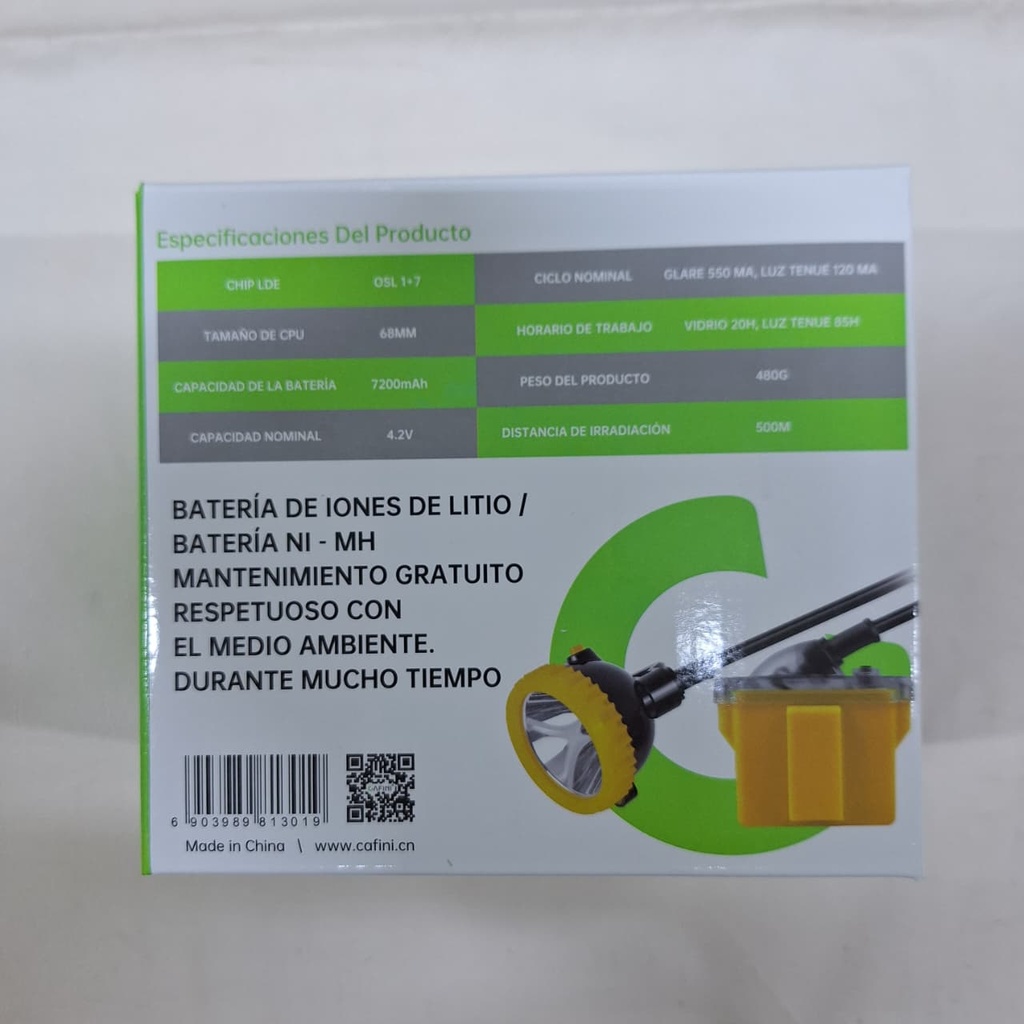 Especificaciones Del Producto
CHIP LDE OSL 1+7
TAMAÑO DE CPU 68MM
CAPACIDAD DE LA BATERÍA 7200mAh
CAPACIDAD NOMINAL 4.2V
CICLO NOMINAL GLARE 550 MA, LUZ TENUE 120 MA
HORARIO DE TRABAJO VIDRIO 20H, LUZ TENUE 85H
PESO DEL PRODUCTO 480G
DISTANCIA DE IRRADIACIÓN 500M
BATERÍA DE IONES DE LITIO /
BATERÍA NI - MH
MANTENIMIENTO GRATUITO
RESPETUOSO CON
EL MEDIO AMBIENTE.
DURANTE MUCHO TIEMPO
CAFINI
6 903989 813019
Made in China \ www.cafini.cn